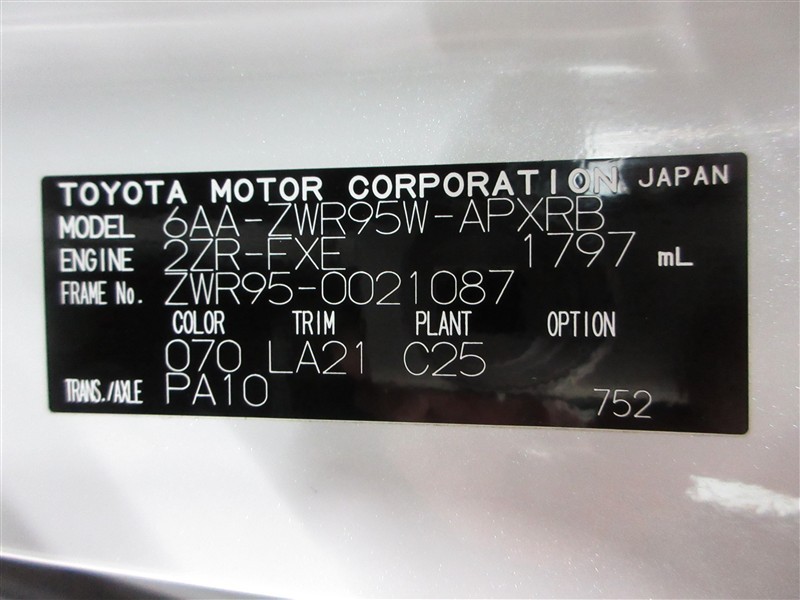 TOYOTA MOTOR CORPORATION JAPAN
MODEL 6AA-ZWR95W-APXRB
ENGINE 2ZR-FXE 1797 mL
FRAME No. ZWR95-0021087
COLOR TRIM PLANT OPTION
070 LA21 C25
TRANS./AXLE PA10
752